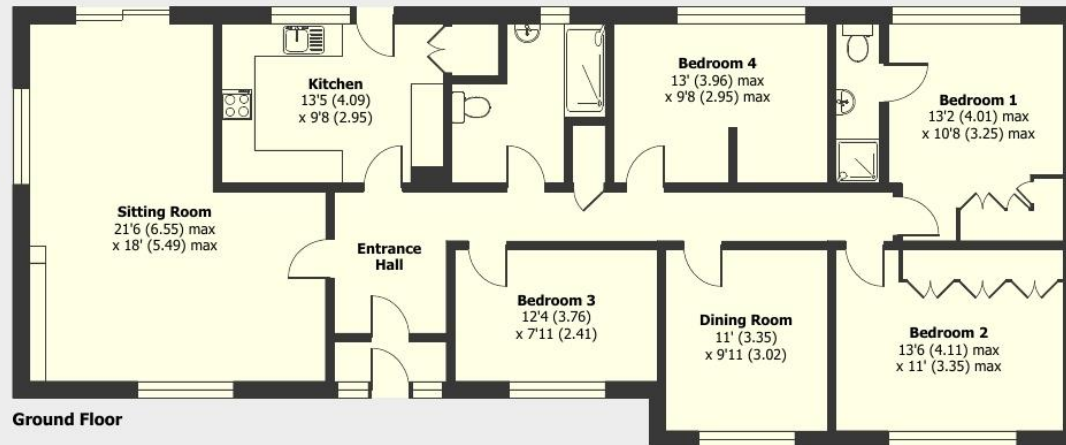 Kitchen
13'5 (4.09)
x 9'8 (2.95)
Bedroom 4
13' (3.96) max
x 9'8 (2.95) max
Bedroom 1
13'2 (4.01) max
x 10'8 (3.25) max
Sitting Room
21'6 (6.55) max
x 18' (5.49) max
Entrance
Hall
Bedroom 3
12'4 (3.76)
x 7'11 (2.41)
Dining Room
11' (3.35)
x 9'11 (3.02)
Bedroom 2
13'6 (4.11) max
x 11' (3.35) max
Ground Floor